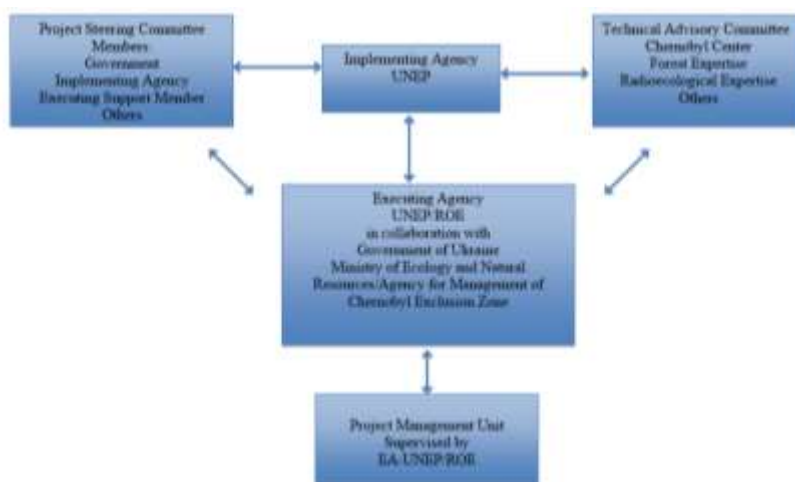 Project Steering Committee
Members
Government
Implementing Agency
Executing Support Member
Others
Implementing Agency
UNEP
Technical Advisory Committee
Chernobyl Center
Forest Expertise
Radioecological Expertise
Others
Executing Agency
UNEP/ROE
in collaboration with
Government of Ukraine
Ministry of Ecology and Natural
Resources/Agency for Management of
Chernobyl Exclusion Zone
Project Management Unit
Supervised by
EA-UNEP/ROE